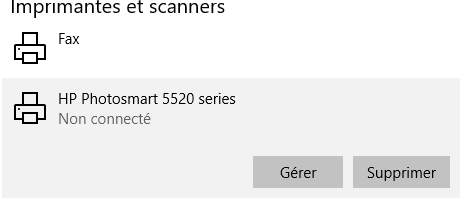 Imprimantes et scanners
Fax
HP Photosmart 5520 series
Non connecté
Gérer
Supprimer